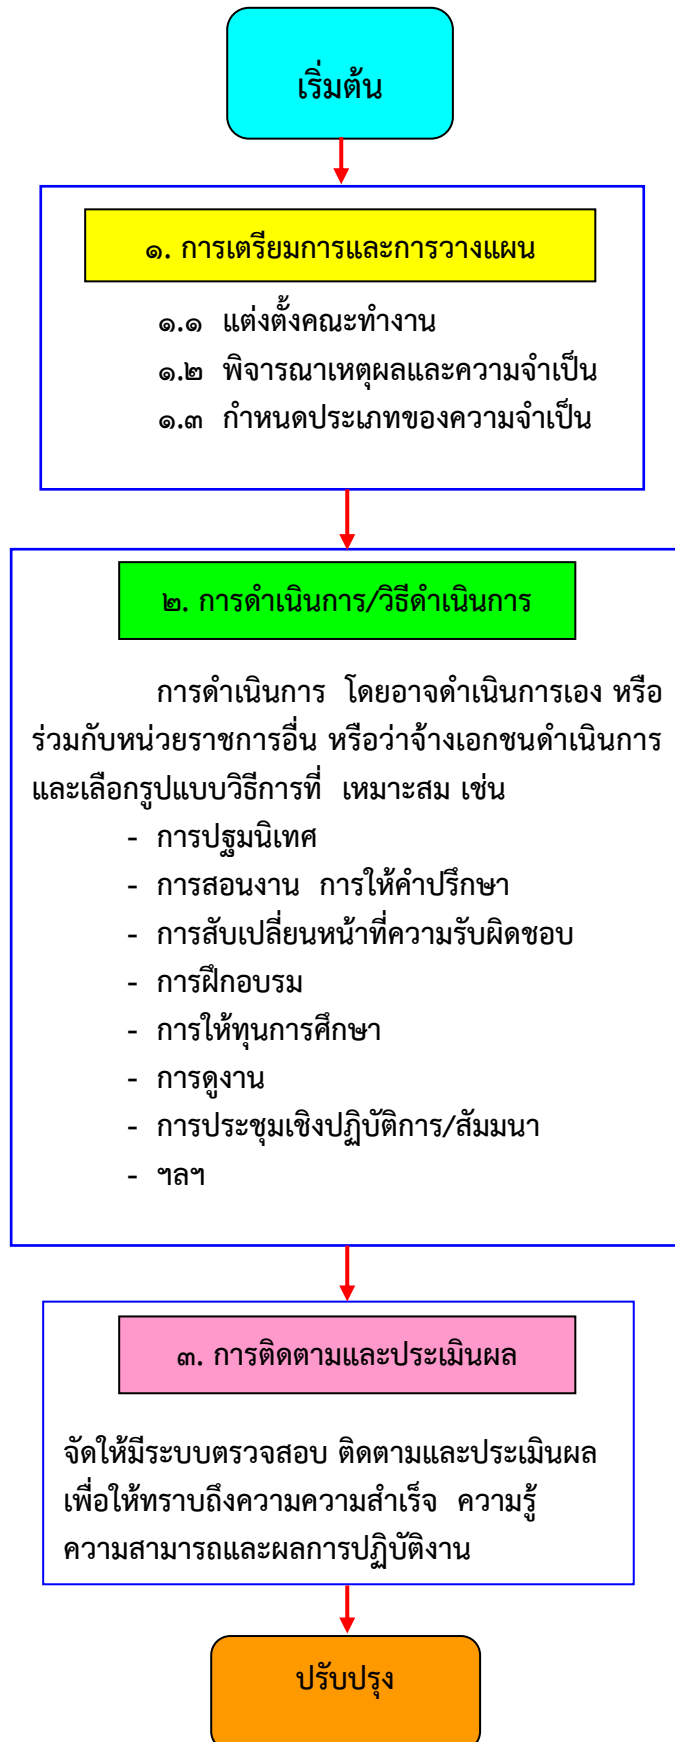 เริ่มต้น
๑. การเตรียมการและการวางแผน
๑.๑ แต่งตั้งคณะทำงาน
๑.๒ พิจารณาเหตุผลและความจำเป็น
๑.๓ กำหนดประเภทของความจำเป็น
๒. การดำเนินการ/วิธีดำเนินการ
การดำเนินการ โดยอาจดำเนินการเอง หรือ
ร่วมกับหน่วยราชการอื่น หรือว่าจ้างเอกชนดำเนินการ
และเลือกรูปแบบวิธีการที่ เหมาะสม เช่น
- การปฐมนิเทศ
- การสอนงาน การให้คำปรึกษา
- การสับเปลี่ยนหน้าที่ความรับผิดชอบ
- การฝึกอบรม
- การให้ทุนการศึกษา
- การดูงาน
- การประชุมเชิงปฏิบัติการ/สัมมนา
- ฯลฯ
๓. การติดตามและประเมินผล
จัดให้มีระบบตรวจสอบ ติดตามและประเมินผล
เพื่อให้ทราบถึงความความสำเร็จ ความรู้
ความสามารถและผลการปฏิบัติงาน
ปรับปรุง